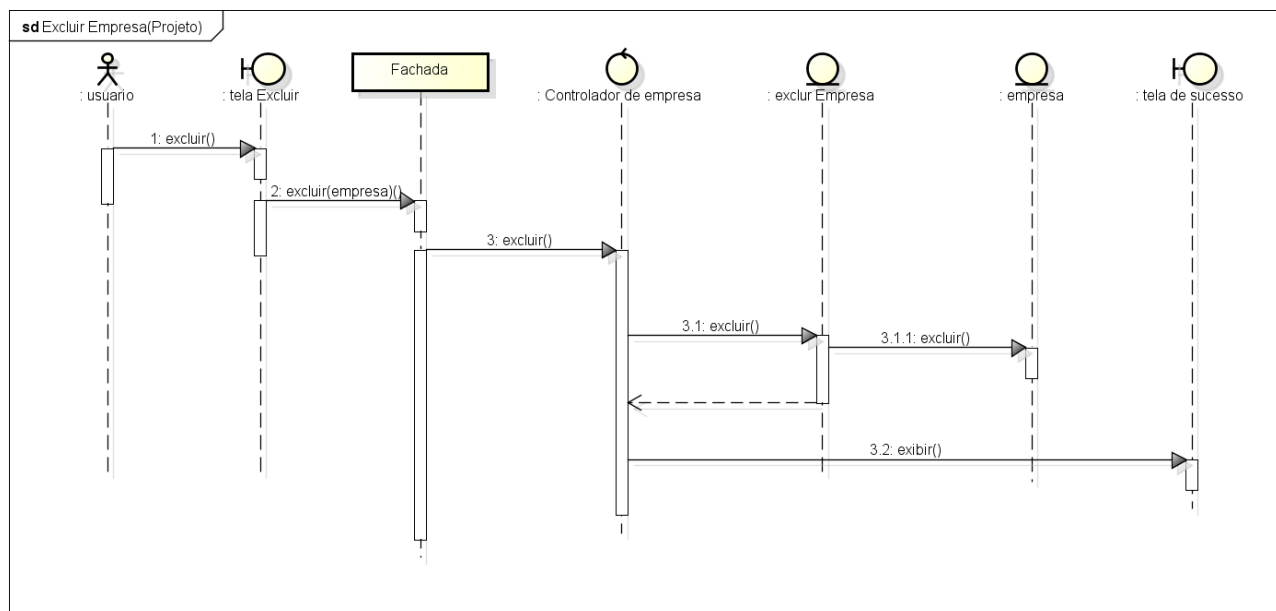 sd Excluir Empresa(Projeto)
: usuario
: tela Excluir
Fachada
: Controlador de empresa
: exclur Empresa
: empresa
: tela de sucesso
1: excluir()
2: excluir(empresa)()
3: excluir()
3.1: excluir()
3.1.1: excluir()
3.2: exibir()